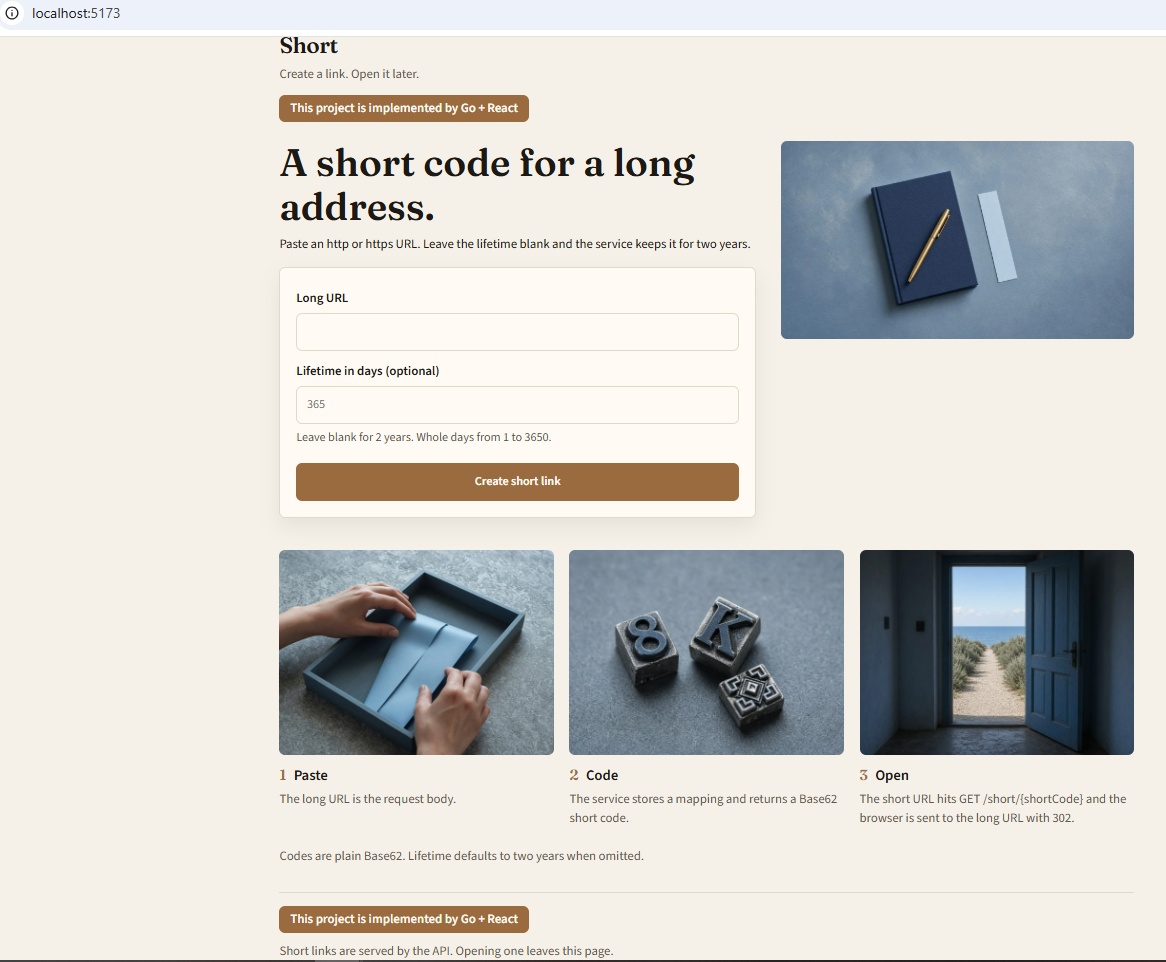 localhost:5173
Short
Create a link. Open it later.
This project is implemented by Go + React
A short code for a long
address.
Paste an http or https URL. Leave the lifetime blank and the service keeps it for two years.
Long URL
Lifetime in days (optional)
365
Leave blank for 2 years. Whole days from 1 to 3650.
Create short link
8 K
1 Paste
The long URL is the request body.
2 Code
The service stores a mapping and returns a Base62
short code.
3 Open
The short URL hits GET /short/{shortCode} and the
browser is sent to the long URL with 302.
Codes are plain Base62. Lifetime defaults to two years when omitted.
This project is implemented by Go + React
Short links are served by the API. Opening one leaves this page.